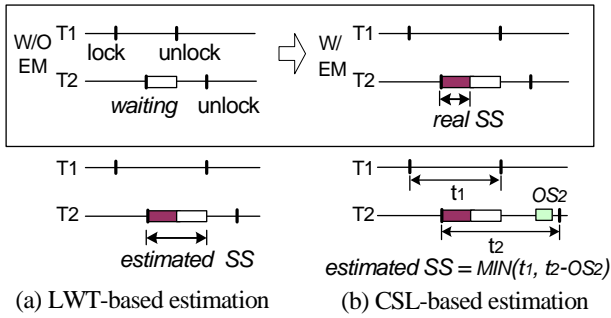 W/O EM
T1
lock
unlock
T2
waiting
unlock
W/ EM
T1
T2
real SS
T1
T2
estimated SS
(a) LWT-based estimation
T1
t1
OS2
T2
t2
estimated SS = MIN(t1, t2-OS2)
(b) CSL-based estimation